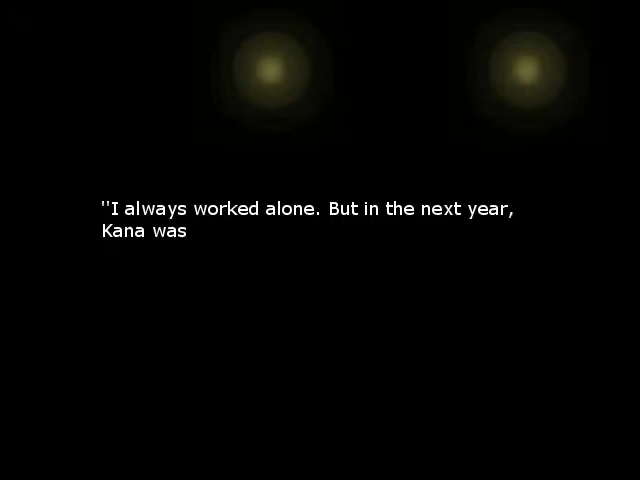 "I always worked alone. But in the next year,
Kana was